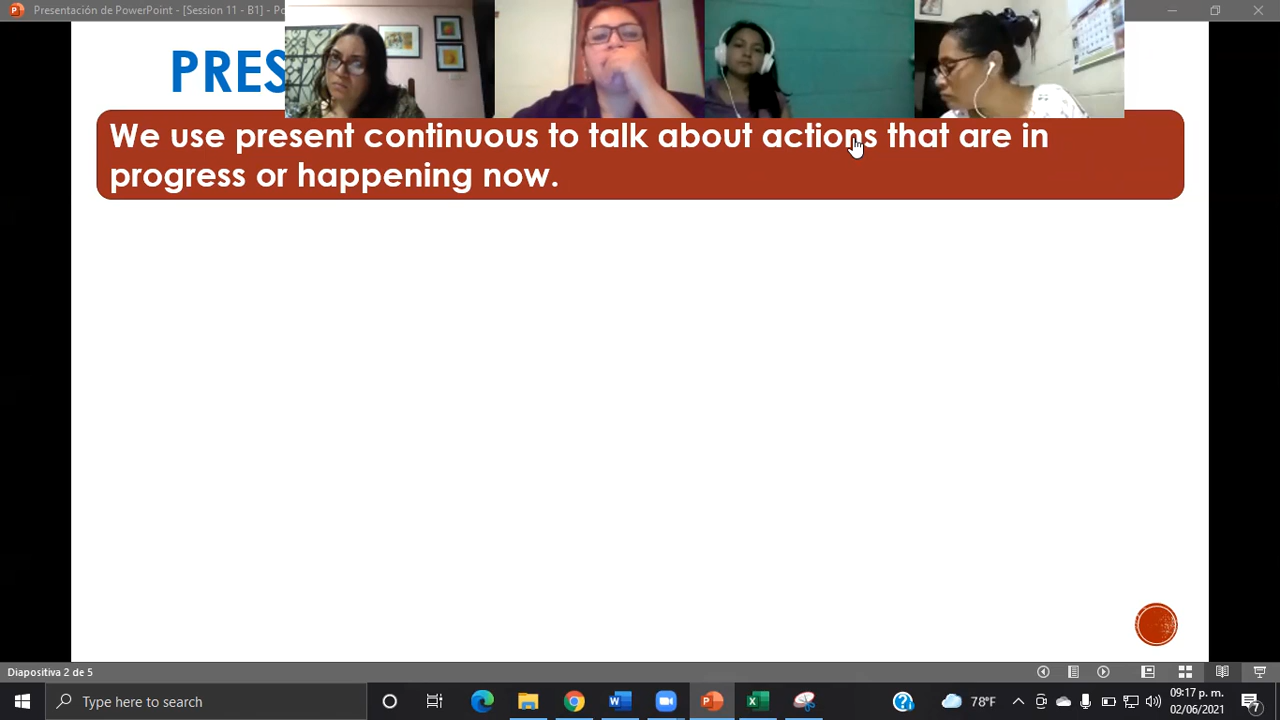 Presentación de PowerPoint - [Session 11 - B1] - Po
PRES
We use present continuous to talk about actions that are in
progress or happening now.
Diapositiva 2 de 5
Type here to search
78°F
09:17 p. m.
02/06/2021
7